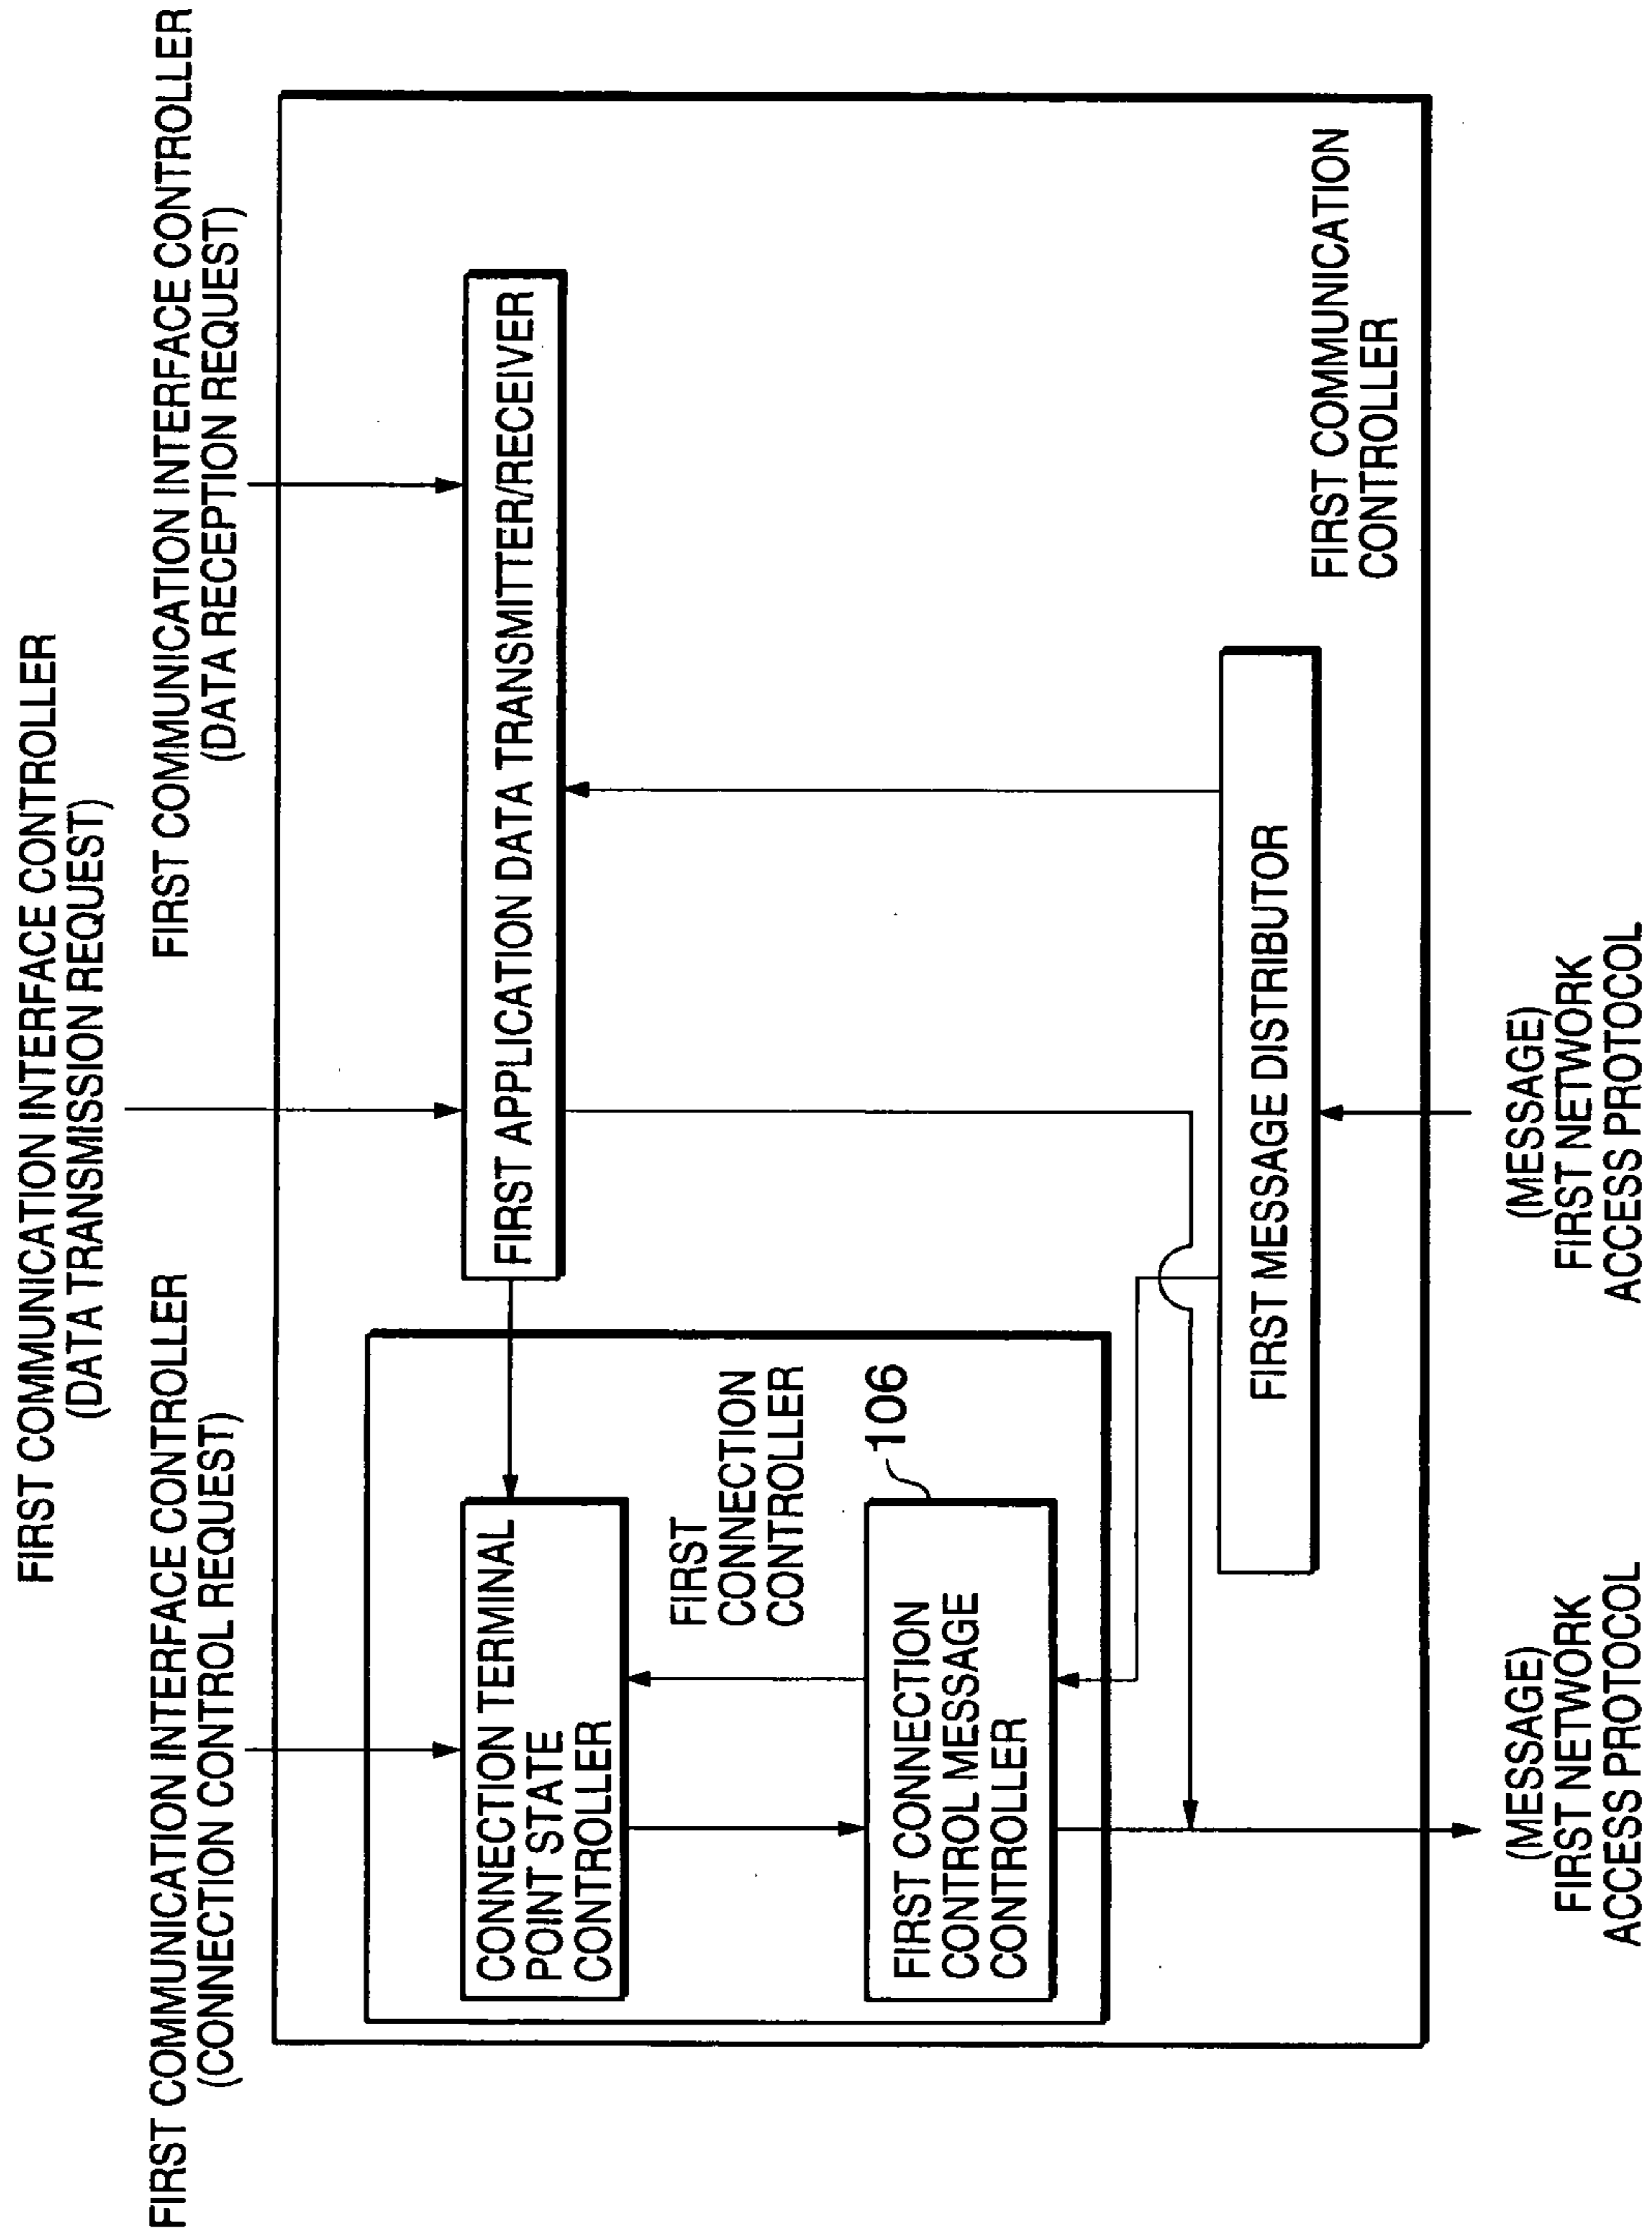 FIRST COMMUNICATION INTERFACE CONTROLLER
(DATA TRANSMISSION REQUEST)
FIRST COMMUNICATION INTERFACE CONTROLLER
(CONNECTION CONTROL REQUEST)
FIRST COMMUNICATION INTERFACE CONTROLLER
(DATA RECEPTION REQUEST)
CONNECTION TERMINAL
POINT STATE
CONTROLLER
FIRST APPLICATION DATA TRANSMITTER/RECEIVER
FIRST
CONNECTION
CONTROLLER
106
FIRST CONNECTION
CONTROL MESSAGE
CONTROLLER
FIRST MESSAGE DISTRIBUTOR
FIRST COMMUNICATION
CONTROLLER
(MESSAGE)
FIRST NETWORK
ACCESS PROTOCOL
(MESSAGE)
FIRST NETWORK
ACCESS PROTOCOL